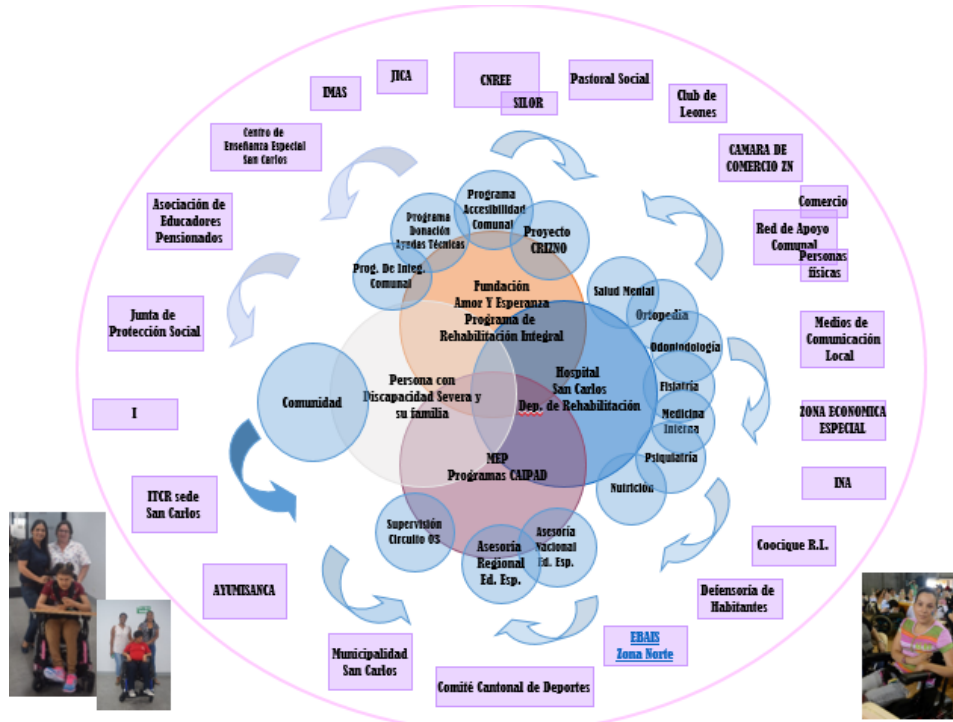 JICA
CNREE
SILOR
Pastoral Social
IMAS
Club de
Leones
Centro de
Enseñanza Especial
San Carlos
CAMARA DE
COMERCIO ZN
Asociación de
Educadores
Pensionados
Comercio
Red de Apoyo
Comunal
Personas
físicas
Programa
Accesibilidad
Comunal
Programa
Donación
Ayudas Técnicas
Proyecto
CRIZNO
Prog. De Integ.
Comunal
Fundación
Amor Y Esperanza
Programa de
Rehabilitación Integral
Salud Mental
Ortopedia
Odontodología
Junta de
Protección Social
Medios de
Comunicación
Local
Comunidad
Persona con
Discapacidad Severa y
su familia
Hospital
San Carlos
Dep. de Rehabilitación
Fisiatría
Medicina
Interna
Psiquiatría
Nutrición
I
ZONA ECONOMICA
ESPECIAL
MEP
Programas CAIPAD
INA
ITCR sede
San Carlos
Supervisión
Circuito 03
Asesoría
Regional
Ed. Esp.
Asesoría
Nacional
Ed. Esp.
Coocique R.L.
AYUMISANCA
Defensoría de
Habitantes
EBAIS
Zona Norte
Municipalidad
San Carlos
Comité Cantonal de Deportes